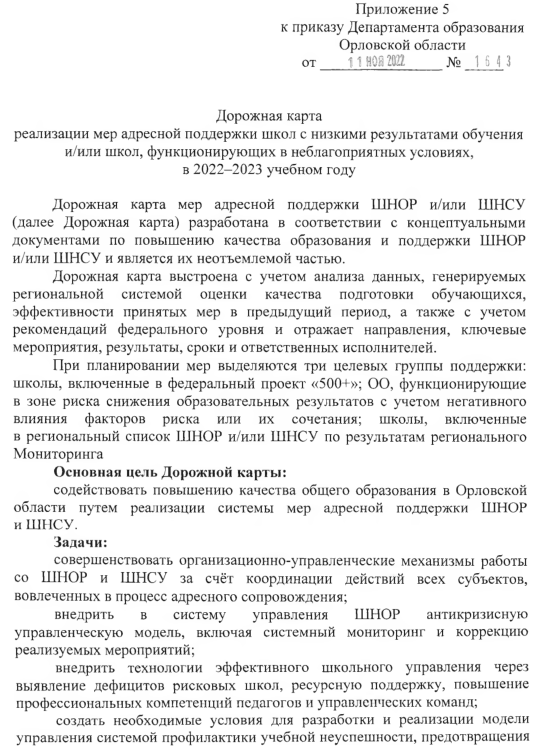 Приложение 5
к приказу Департамента образования
Орловской области
от 11 НОЯ 2022 № 1643
Дорожная карта
реализации мер адресной поддержки школ с низкими результатами обучения
и/или школ, функционирующих в неблагоприятных условиях,
в 2022–2023 учебном году
Дорожная карта мер адресной поддержки ШНОР и/или ШНСУ
(далее Дорожная карта) разработана в соответствии с концептуальными
документами по повышению качества образования и поддержки ШНОР
и/или ШНСУ и является их неотъемлемой частью.
Дорожная карта выстроена с учетом анализа данных, генерируемых
региональной системой оценки качества подготовки обучающихся,
эффективности принятых мер в предыдущий период, а также с учетом
рекомендаций федерального уровня и отражает направления, ключевые
мероприятия, результаты, сроки и ответственных исполнителей.
При планировании мер выделяются три целевых группы поддержки:
школы, включенные в федеральный проект «500+»; ОО, функционирующие
в зоне риска снижения образовательных результатов с учетом негативного
влияния факторов риска или их сочетания; школы, включенные
в региональный список ШНОР и/или ШНСУ по результатам регионального
Мониторинга
Основная цель Дорожной карты:
содействовать повышению качества общего образования в Орловской
области путем реализации системы мер адресной поддержки ШНОР
и ШНСУ.
Задачи:
совершенствовать организационно-управленческие механизмы работы
со ШНОР и ШНСУ за счёт координации действий всех субъектов,
вовлеченных в процесс адресного сопровождения;
внедрить в систему управления ШНОР антикризисную
управленческую модель, включая системный мониторинг и коррекцию
реализуемых мероприятий;
внедрить технологии эффективного школьного управления через
выявление дефицитов рисковых школ, ресурсную поддержку, повышение
профессиональных компетенций педагогов и управленческих команд;
создать необходимые условия для разработки и реализации модели
управления системой профилактики учебной неуспешности, предотвращения